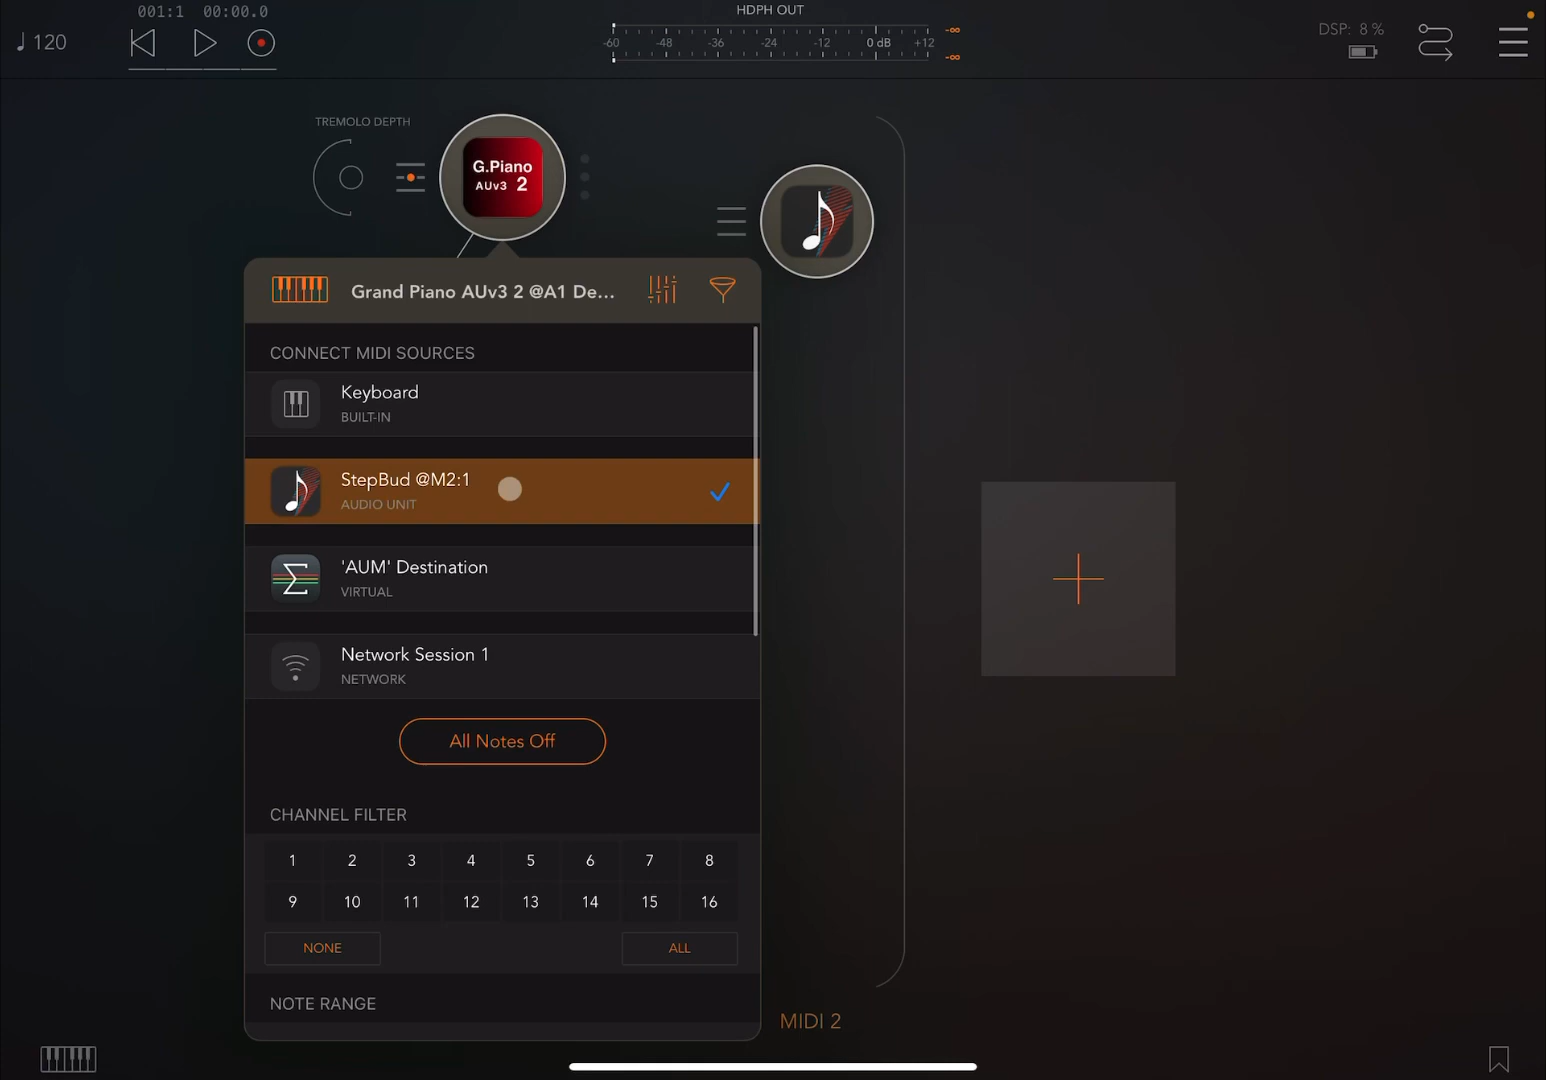 001:1 00:00.0
HDPH OUT
♩ 120
-60 -48 -36 -24 -12 0 dB +12
-∞
-∞
DSP: 8 %
TREMOLO DEPTH
G.Piano
AUv3 2
Grand Piano AUv3 2 @A1 De...
CONNECT MIDI SOURCES
Keyboard
BUILT-IN
StepBud @M2:1
AUDIO UNIT
'AUM' Destination
VIRTUAL
Network Session 1
NETWORK
All Notes Off
CHANNEL FILTER
1 2 3 4 5 6 7 8
9 10 11 12 13 14 15 16
NONE ALL
NOTE RANGE
MIDI 2